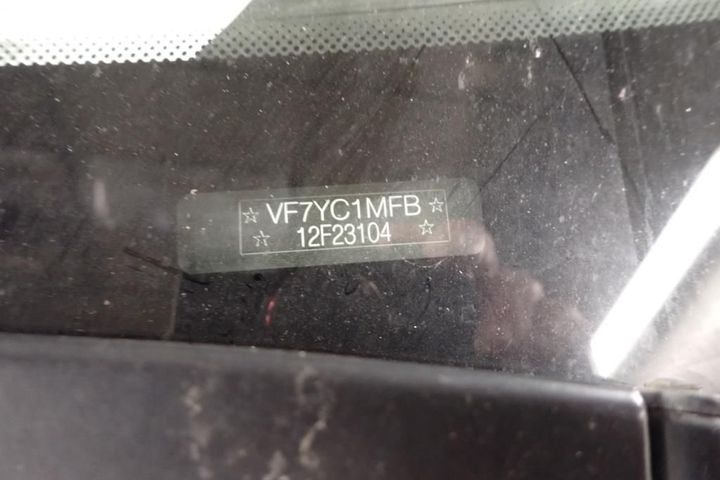 ☆ VF7YC1MFB ☆
☆ 12F23104 ☆